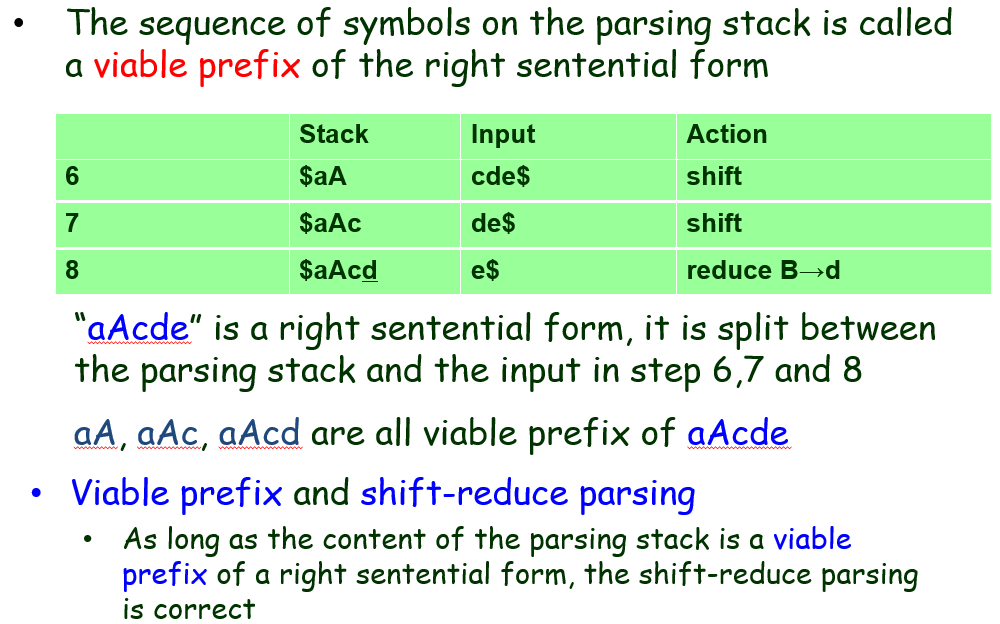 • The sequence of symbols on the parsing stack is called
a viable prefix of the right sentential form
Stack Input Action
6 $aA cde$ shift
7 $aAc de$ shift
8 $aAcd e$ reduce B→d
“aAcde” is a right sentential form, it is split between
the parsing stack and the input in step 6,7 and 8
aA, aAc, aAcd are all viable prefix of aAcde
• Viable prefix and shift-reduce parsing
• As long as the content of the parsing stack is a viable
prefix of a right sentential form, the shift-reduce parsing
is correct